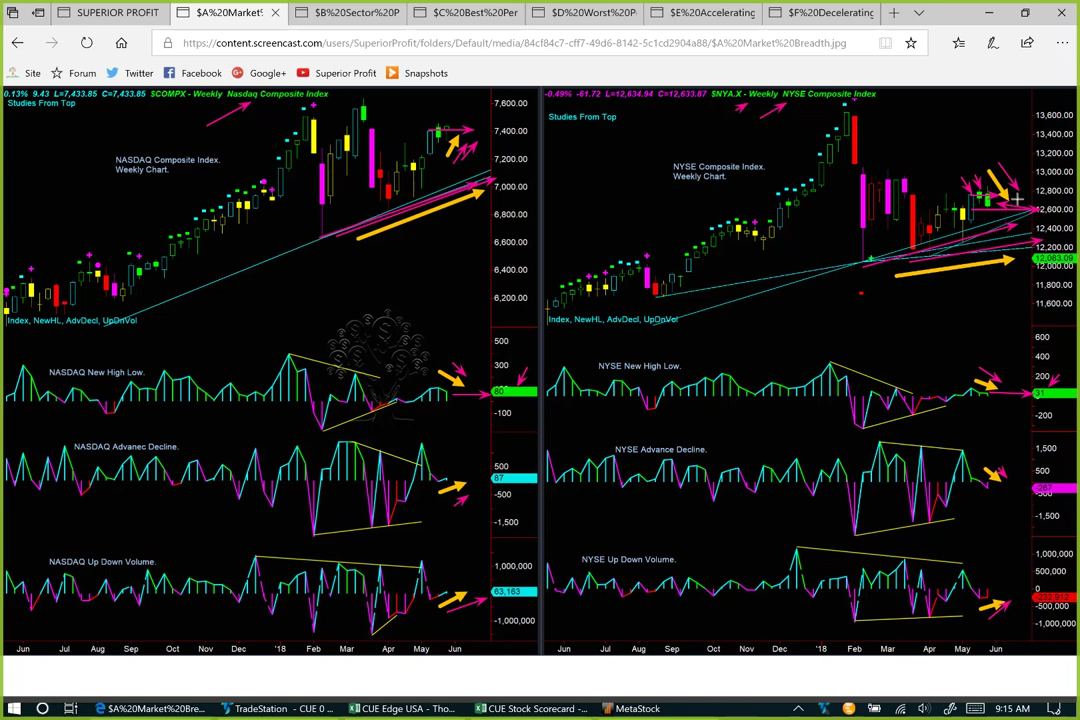 SUPERIOR PROFIT
$A%20Market%
$B%20Sector%20P
$C%20Best%20Per
$D%20Worst%20P
$E%20Accelerating
$F%20Decelerating
https://content.screencast.com/users/SuperiorProfit/folders/Default/media/84cf84c7-cff7-49d6-8142-5c1cd2904a88/$A%20Market%20Breadth.jpg
Site
Forum
Twitter
Facebook
Google+
Superior Profit
Snapshots
0.13% 9.43 L=7,433.85 C=7,433.85 $COMPX - Weekly Nasdaq Composite Index
Studies From Top
NASDAQ Composite Index.
Weekly Chart.
7,600.00
7,400.00
7,200.00
7,000.00
6,800.00
6,600.00
6,400.00
6,200.00
Index, NewHL, AdvDecl, UpDnVol
NASDAQ New High Low.
500
300
80
-100
NASDAQ Advanec Decline.
500
87
-500
-1,500
NASDAQ Up Down Volume.
1,000,000
63,163
-1,000,000
Jun Jul Aug Sep Oct Nov Dec '18 Feb Mar Apr May Jun
-0.49% -61.72 L=12,634.94 C=12,633.87 $NYA.X - Weekly NYSE Composite Index
Studies From Top
NYSE Composite Index.
Weekly Chart.
13,600.00
13,400.00
13,200.00
13,000.00
12,800.00
12,600.00
12,400.00
12,200.00
12,083.09
12,000.00
11,800.00
11,600.00
Index, NewHL, AdvDecl, UpDnVol
NYSE New High Low.
600
400
200
31
-200
NYSE Advance Decline.
1,500
500
-267
-500
-1,500
NYSE Up Down Volume.
1,000,000
500,000
0
-232,912
-500,000
-1,000,000
Jun Jul Aug Sep Oct Nov Dec '18 Feb Mar Apr May Jun
$A%20Market%20Bre...
TradeStation - CUE 0 ...
CUE Edge USA - Tho...
CUE Stock Scorecard -...
MetaStock
9:15 AM